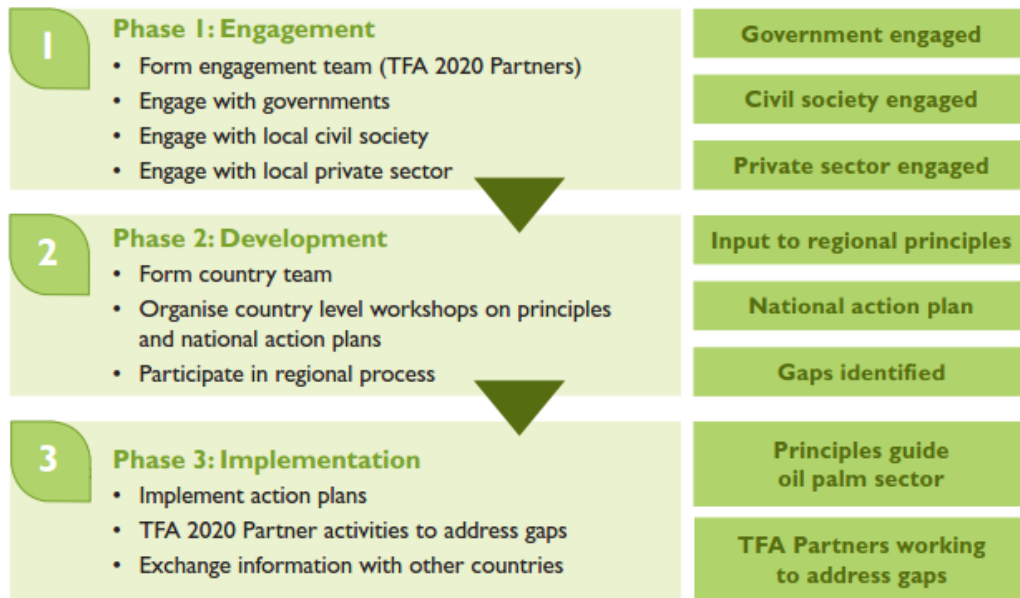 1
Phase 1: Engagement
• Form engagement team (TFA 2020 Partners)
• Engage with governments
• Engage with local civil society
• Engage with local private sector
Government engaged
Civil society engaged
Private sector engaged
2
Phase 2: Development
• Form country team
• Organise country level workshops on principles
and national action plans
• Participate in regional process
Input to regional principles
National action plan
Gaps identified
3
Phase 3: Implementation
• Implement action plans
• TFA 2020 Partner activities to address gaps
• Exchange information with other countries
Principles guide
oil palm sector
TFA Partners working
to address gaps